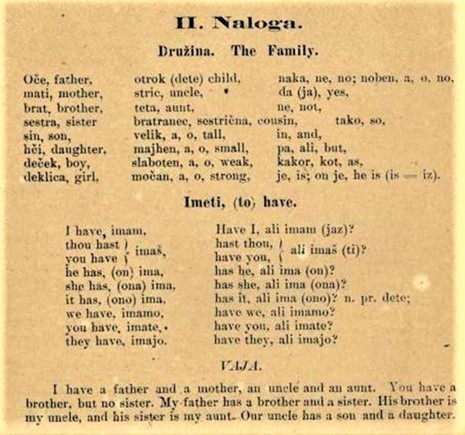 II. Naloga.
Družina. The Family.
Oče, father, otrok (dete) child, naka, ne, no; noben, a, o, no,
mati, mother, stric, uncle, da (ja), yes,
brat, brother, teta, aunt, ne, not,
sestra, sister bratranec, sestrična, cousin, tako, so,
sin, son, velik, a, o, tall, in, and,
hči, daughter, majhen, a, o, small, pa, ali, but,
deček, boy, slaboten, a, o, weak, kakor, kot, as,
deklica, girl, močan, a, o, strong, je, is; on je, he is (is = iz).
Imeti, (to) have.
I have, imam, Have I, ali imam (jaz)?
thou hast } imaš, hast thou, } ali imaš (ti)?
you have have you,
he has, (on) ima, has he, ali ima (on)?
she has, (ona) ima, has she, ali ima (ona)?
it has, (ono) ima, has it, ali ima (ono)? n. pr. dete;
we have, imamo, have we, ali imamo?
you have, imate, have you, ali imate?
they have, imajo. have they, ali imajo?
VAJA.
I have a father and a mother, an uncle and an aunt. You have a
brother, but no sister. My father has a brother and a sister. His brother is
my uncle, and his sister is my aunt. Our uncle has a son and a daughter.